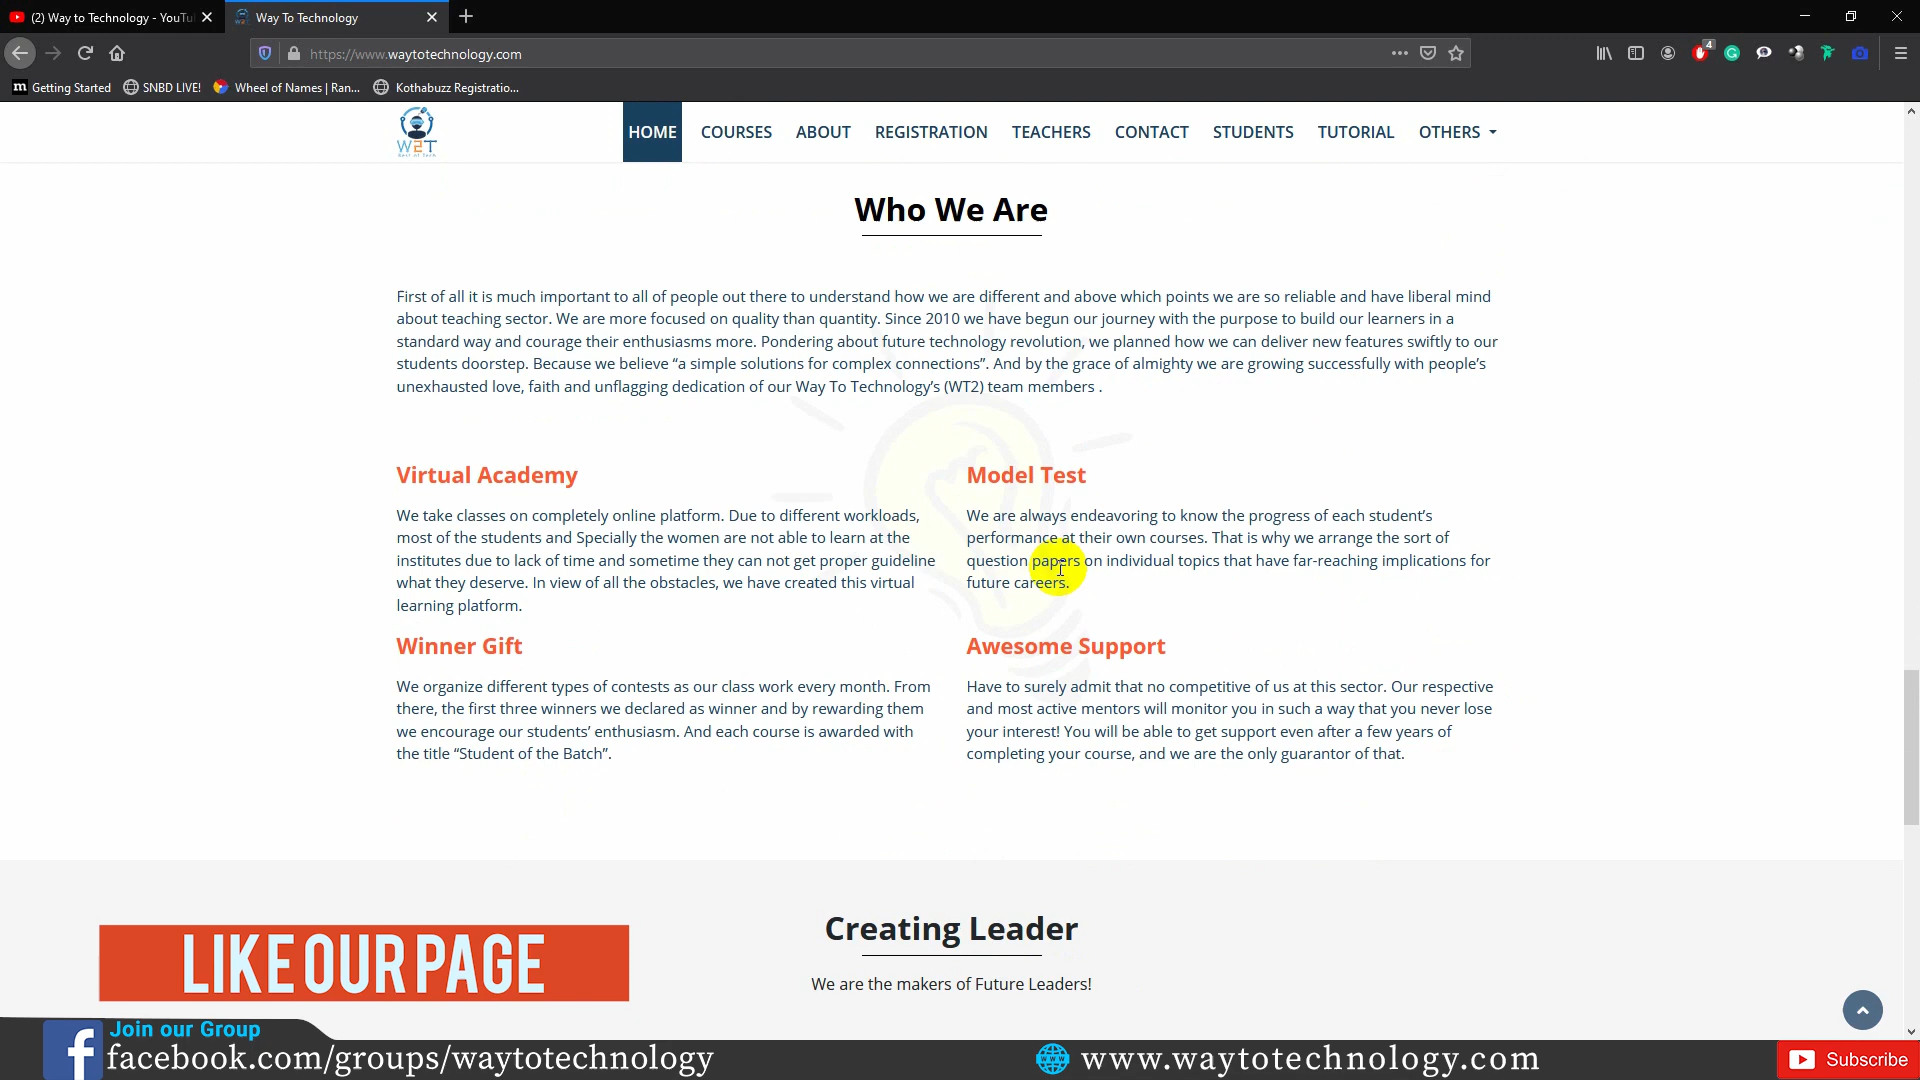 (2) Way to Technology - YouTu
Way To Technology
https://www.waytotechnology.com
4
m Getting Started
SNBD LIVE!
Wheel of Names | Ran...
Kothabuzz Registratio...
W2T
HOME
COURSES
ABOUT
REGISTRATION
TEACHERS
CONTACT
STUDENTS
TUTORIAL
OTHERS
Who We Are
First of all it is much important to all of people out there to understand how we are different and above which points we are so reliable and have liberal mind
about teaching sector. We are more focused on quality than quantity. Since 2010 we have begun our journey with the purpose to build our learners in a
standard way and courage their enthusiasms more. Pondering about future technology revolution, we planned how we can deliver new features swiftly to our
students doorstep. Because we believe “a simple solutions for complex connections”. And by the grace of almighty we are growing successfully with people’s
unexhausted love, faith and unflagging dedication of our Way To Technology’s (WT2) team members .
Virtual Academy
We take classes on completely online platform. Due to different workloads,
most of the students and Specially the women are not able to learn at the
institutes due to lack of time and sometime they can not get proper guideline
what they deserve. In view of all the obstacles, we have created this virtual
learning platform.
Model Test
We are always endeavoring to know the progress of each student’s
performance at their own courses. That is why we arrange the sort of
question papers on individual topics that have far-reaching implications for
future careers.
Winner Gift
We organize different types of contests as our class work every month. From
there, the first three winners we declared as winner and by rewarding them
we encourage our students’ enthusiasm. And each course is awarded with
the title “Student of the Batch”.
Awesome Support
Have to surely admit that no competitive of us at this sector. Our respective
and most active mentors will monitor you in such a way that you never lose
your interest! You will be able to get support even after a few years of
completing your course, and we are the only guarantor of that.
Creating Leader
We are the makers of Future Leaders!
LIKE OUR PAGE
Join our Group
facebook.com/groups/waytotechnology
www.waytotechnology.com
Subscribe